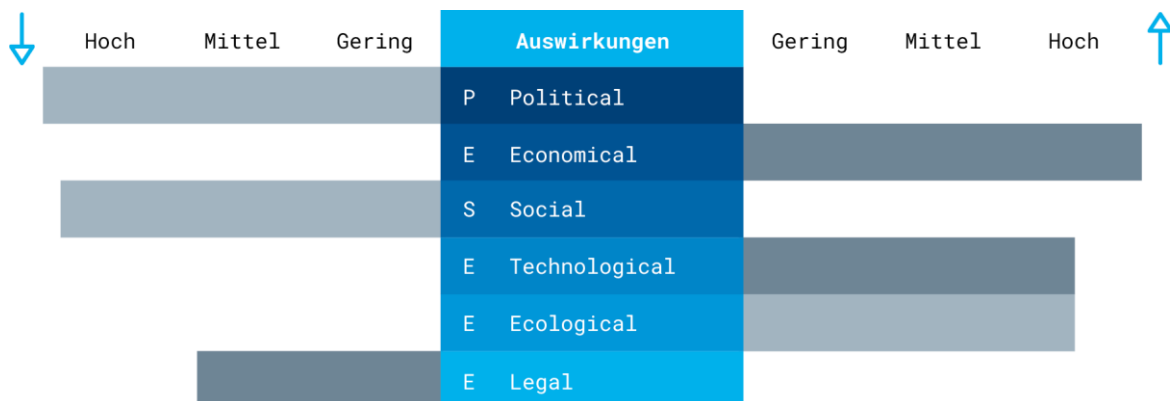 Hoch Mittel Gering Auswirkungen Gering Mittel Hoch
P Political
E Economical
S Social
E Technological
E Ecological
E Legal